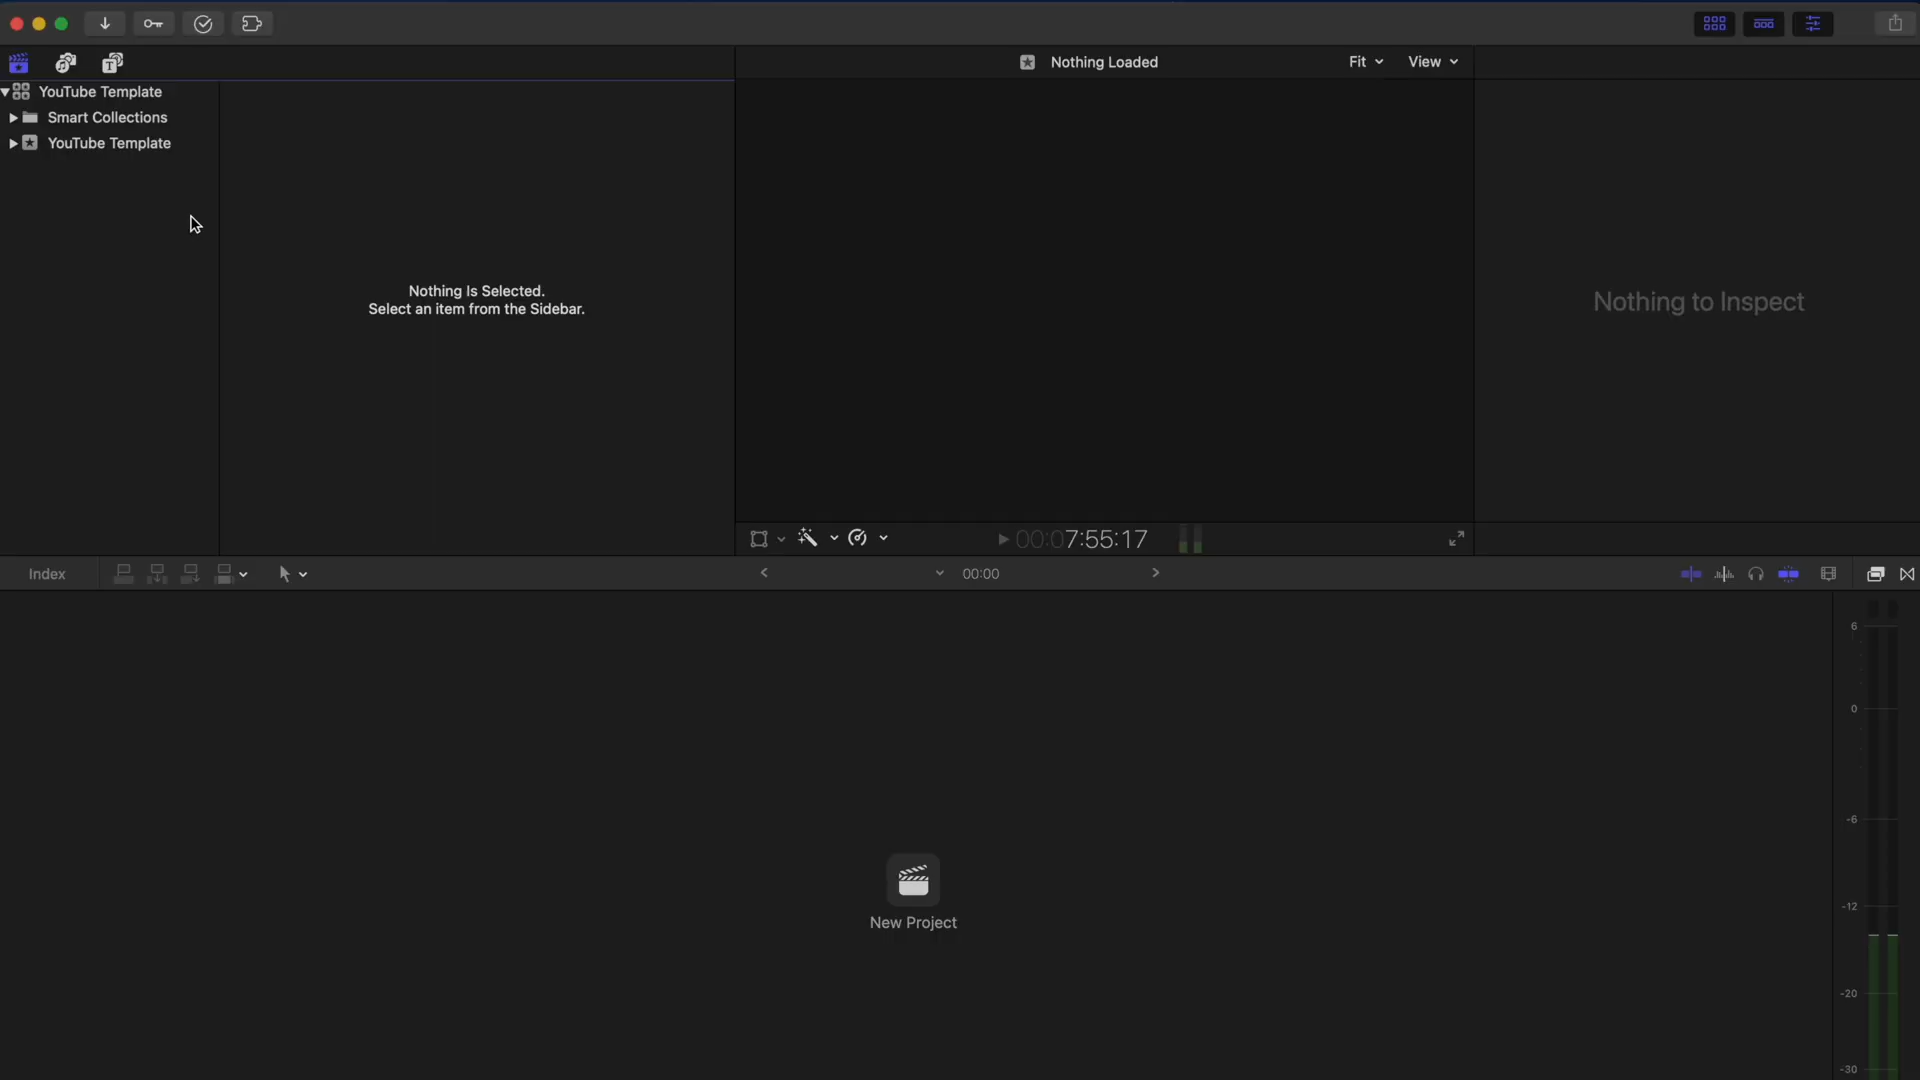 Nothing Loaded
Fit
View
YouTube Template
Smart Collections
YouTube Template
Nothing Is Selected.
Select an item from the Sidebar.
Nothing to Inspect
00:07:55:17
Index
00:00
6
0
-6
-12
-20
-30
New Project